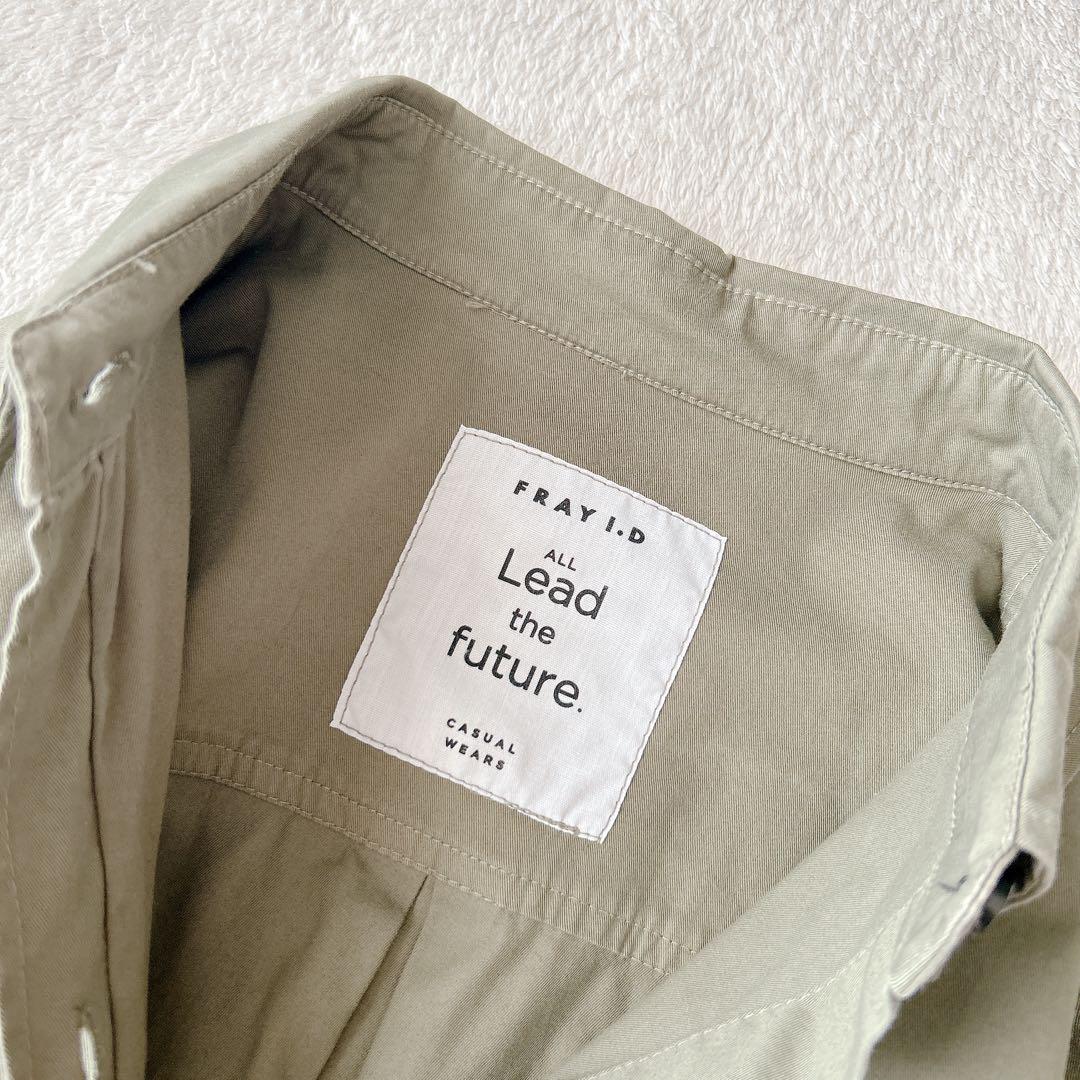 FRAY I.D
ALL
Lead
the
future.
CASUAL
WEARS